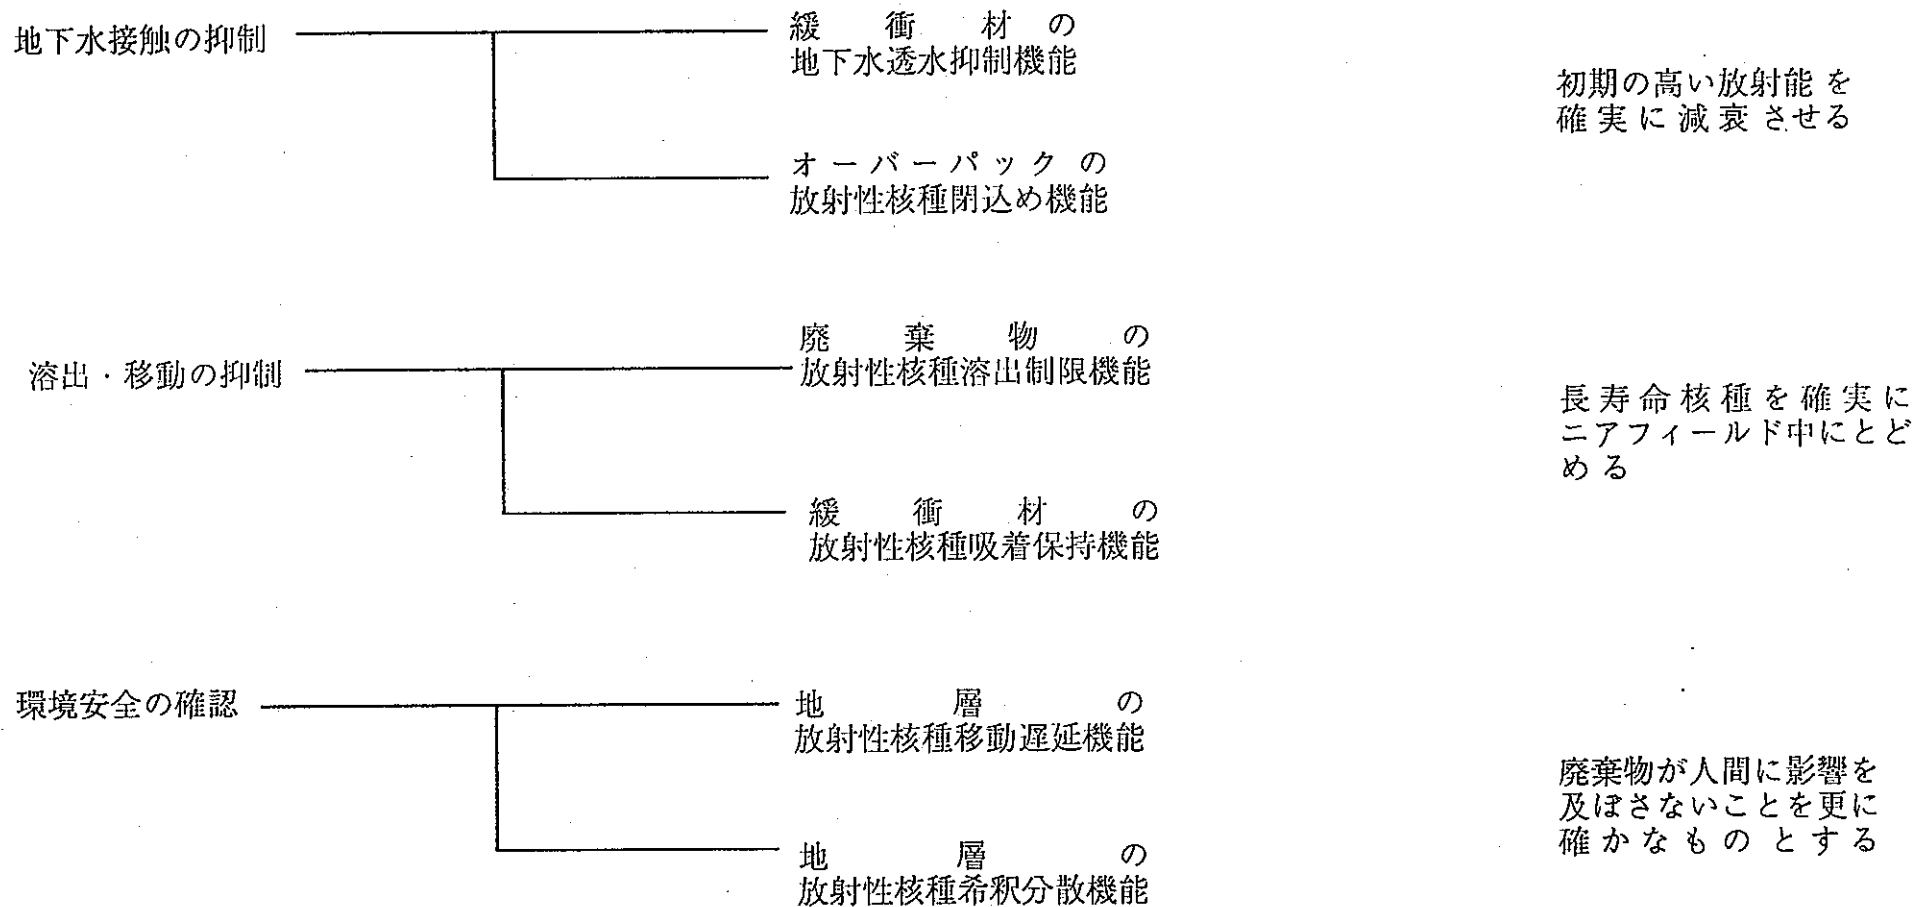 地下水接触の抑制
緩衝材の
地下水透水抑制機能
オーバーパックの
放射性核種閉込め機能
初期の高い放射能を
確実に減衰させる
溶出・移動の抑制
廃棄物の
放射性核種溶出制限機能
緩衝材の
放射性核種吸着保持機能
長寿命核種を確実に
ニアフィールド中にとど
める
環境安全の確認
地層の
放射性核種移動遅延機能
地層の
放射性核種希釈分散機能
廃棄物が人間に影響を
及ぼさないことを更に
確かなものとする